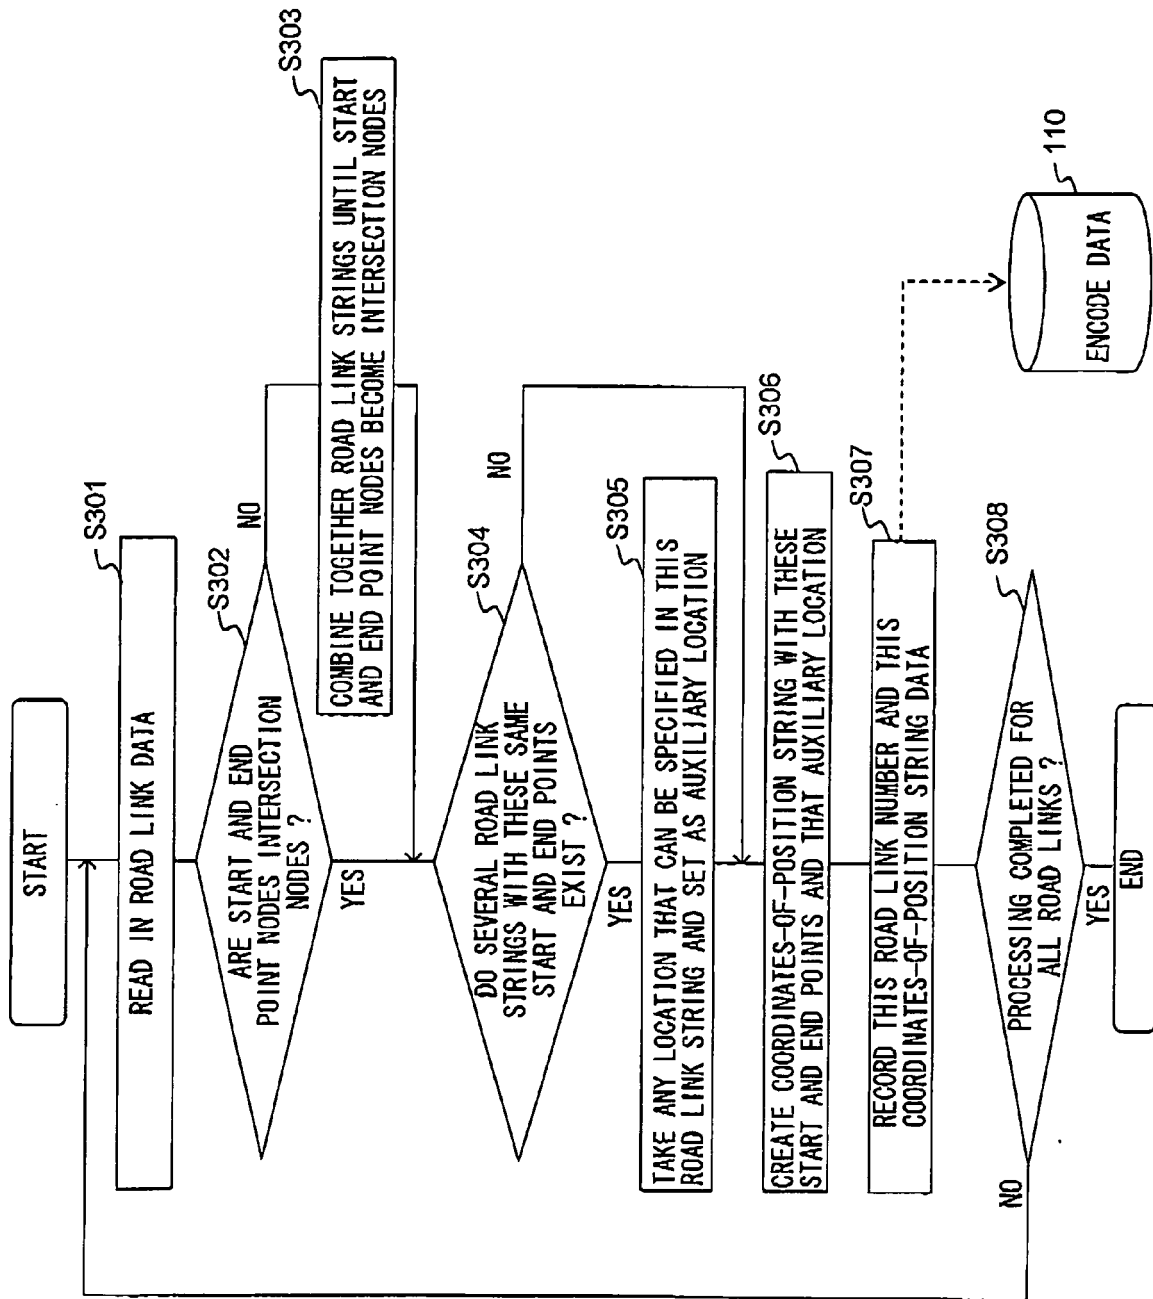 START
S301
READ IN ROAD LINK DATA
S302
ARE START AND END
POINT NODES INTERSECTION
NODES ?
NO
YES
S303
COMBINE TOGETHER ROAD LINK STRINGS UNTIL START
AND END POINT NODES BECOME INTERSECTION NODES
S304
DO SEVERAL ROAD LINK
STRINGS WITH THESE SAME
START AND END POINTS
EXIST ?
NO
YES
S305
TAKE ANY LOCATION THAT CAN BE SPECIFIED IN THIS
ROAD LINK STRING AND SET AS AUXILIARY LOCATION
S306
CREATE COORDINATES-OF-POSITION STRING WITH THESE
START AND END POINTS AND THAT AUXILIARY LOCATION
S307
RECORD THIS ROAD LINK NUMBER AND THIS
COORDINATES-OF-POSITION STRING DATA
110
ENCODE DATA
S308
PROCESSING COMPLETED FOR
ALL ROAD LINKS ?
NO
YES
END